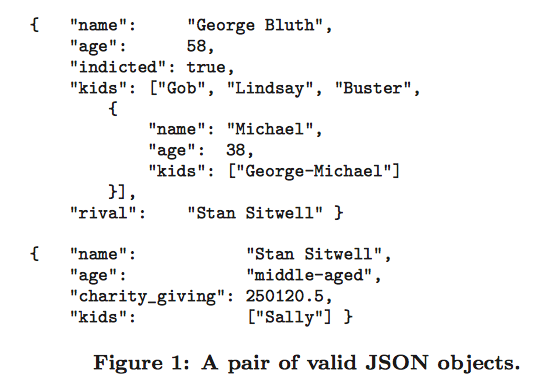 { "name": "George Bluth",
"age": 58,
"indicted": true,
"kids": ["Gob", "Lindsay", "Buster",
{
"name": "Michael",
"age": 38,
"kids": ["George-Michael"]
}],
"rival": "Stan Sitwell" }
{ "name": "Stan Sitwell",
"age": "middle-aged",
"charity_giving": 250120.5,
"kids": ["Sally"] }
Figure 1: A pair of valid JSON objects.